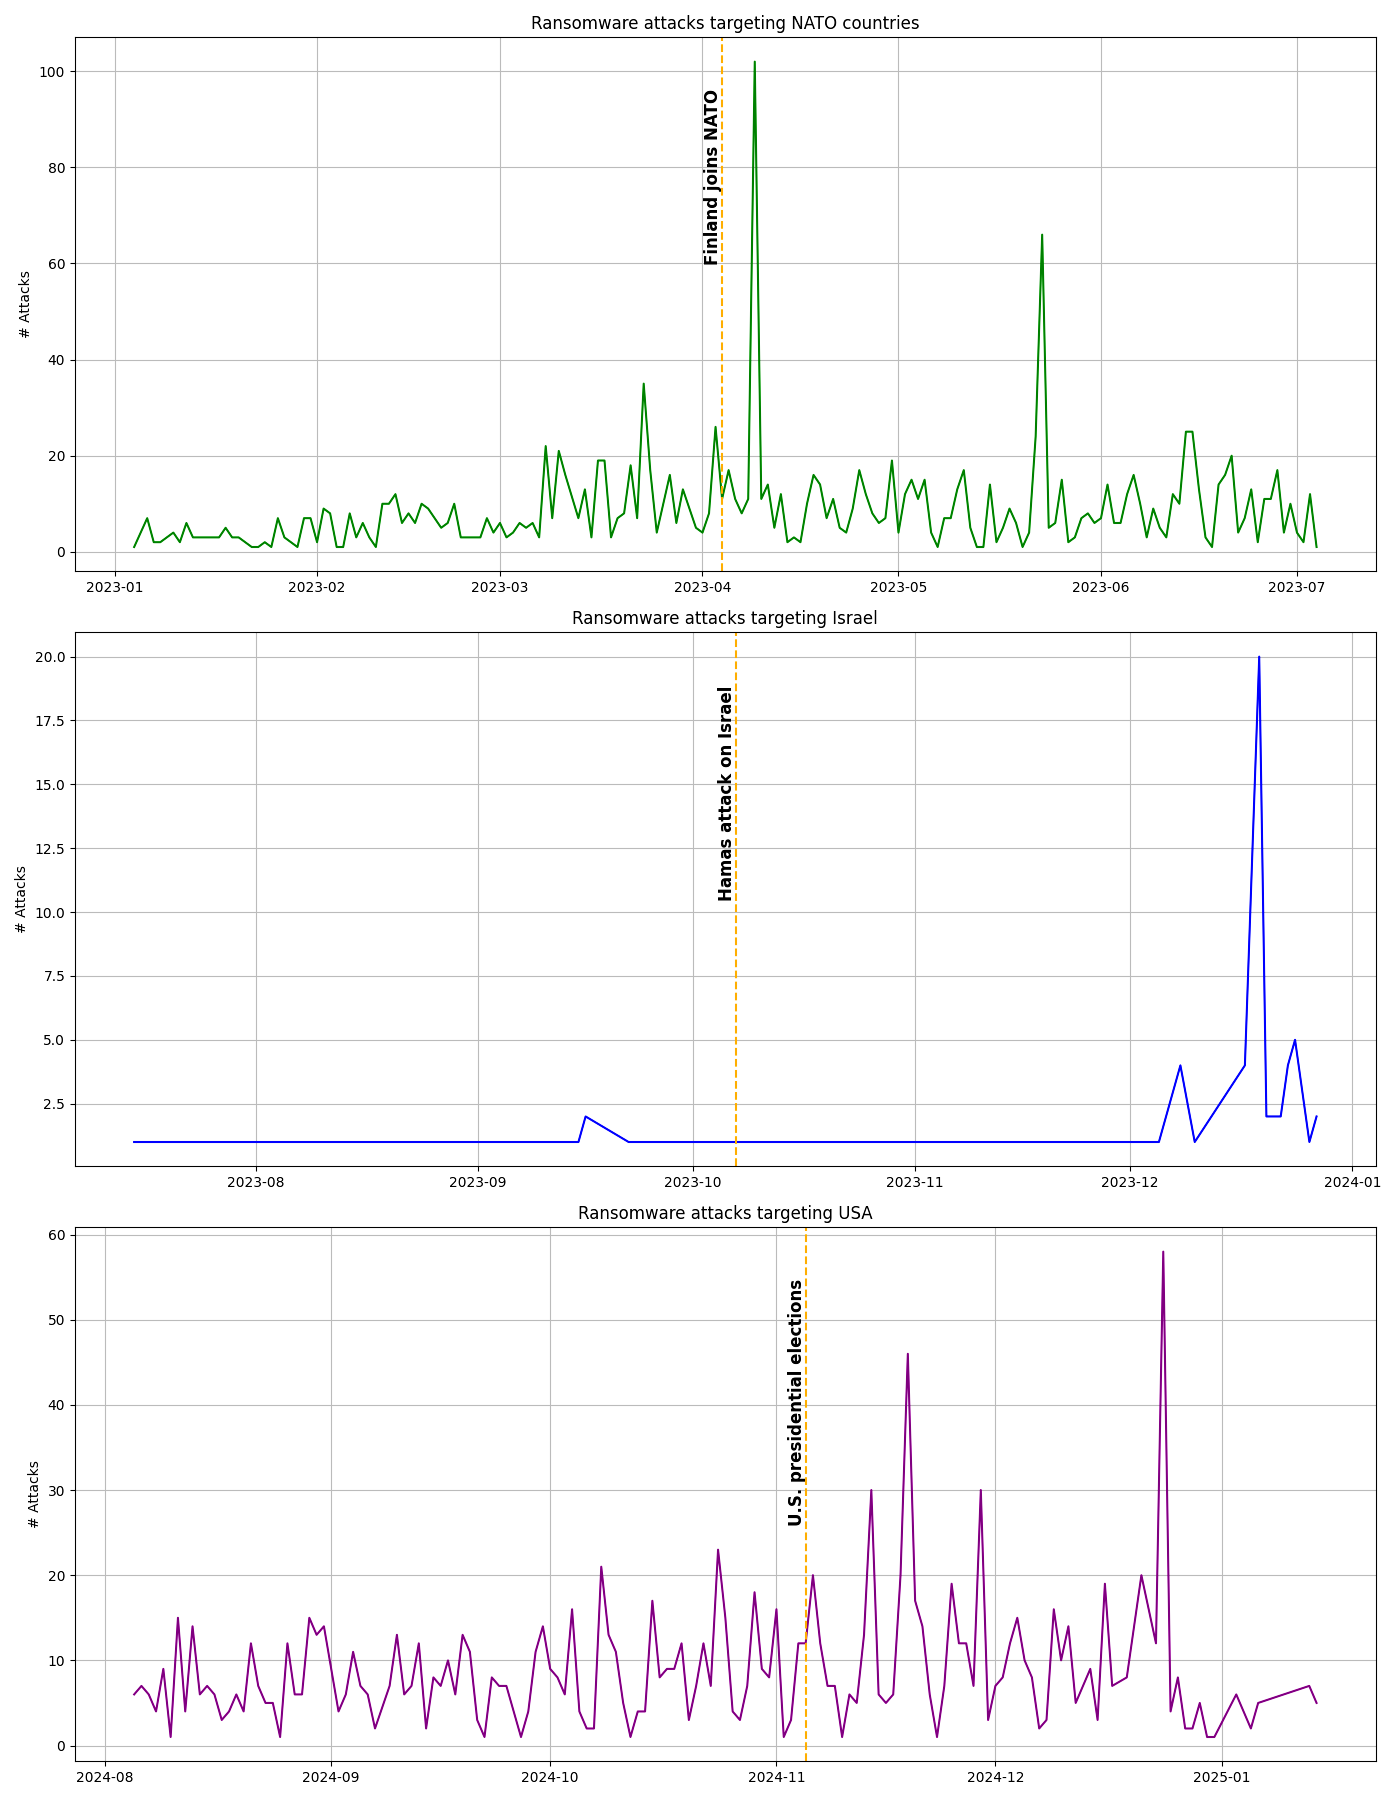 Ransomware attacks targeting NATO countries
# Attacks
100
80
60
40
20
0
Finland joins NATO
2023-01 2023-02 2023-03 2023-04 2023-05 2023-06 2023-07
Ransomware attacks targeting Israel
# Attacks
20.0
17.5
15.0
12.5
10.0
7.5
5.0
2.5
Hamas attack on Israel
2023-08 2023-09 2023-10 2023-11 2023-12 2024-01
Ransomware attacks targeting USA
# Attacks
60
50
40
30
20
10
0
U.S. presidential elections
2024-08 2024-09 2024-10 2024-11 2024-12 2025-01